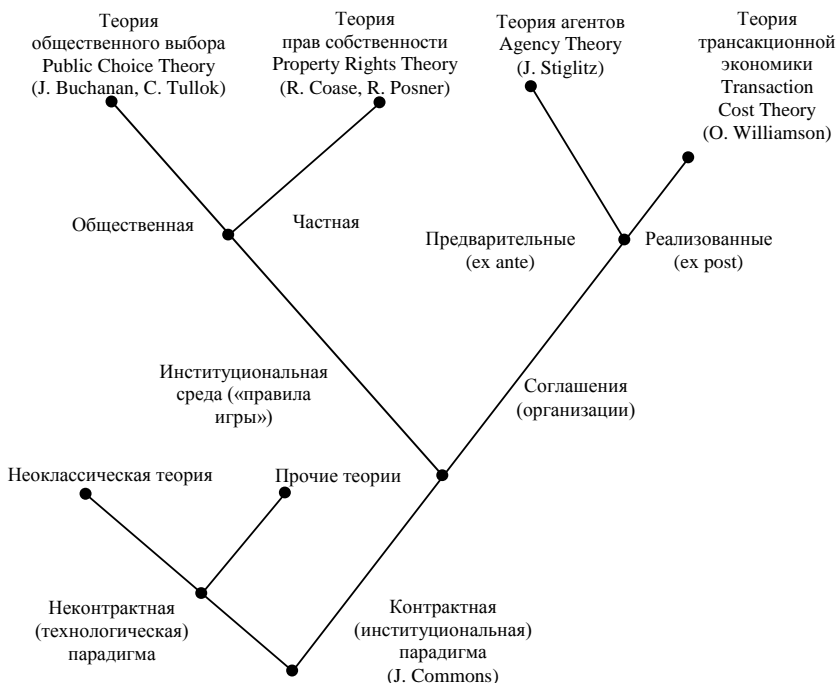 Теория
общественного выбора
Public Choice Theory
(J. Buchanan, C. Tullok)
Теория
прав собственности
Property Rights Theory
(R. Coase, R. Posner)
Теория агентов
Agency Theory
(J. Stiglitz)
Теория
трансакционной
экономики
Transaction
Cost Theory
(O. Williamson)
Общественная
Частная
Предварительные
(ex ante)
Реализованные
(ex post)
Институциональная
среда («правила
игры»)
Соглашения
(организации)
Неоклассическая теория
Прочие теории
Неконтрактная
(технологическая)
парадигма
Контрактная
(институциональная)
парадигма
(J. Commons)